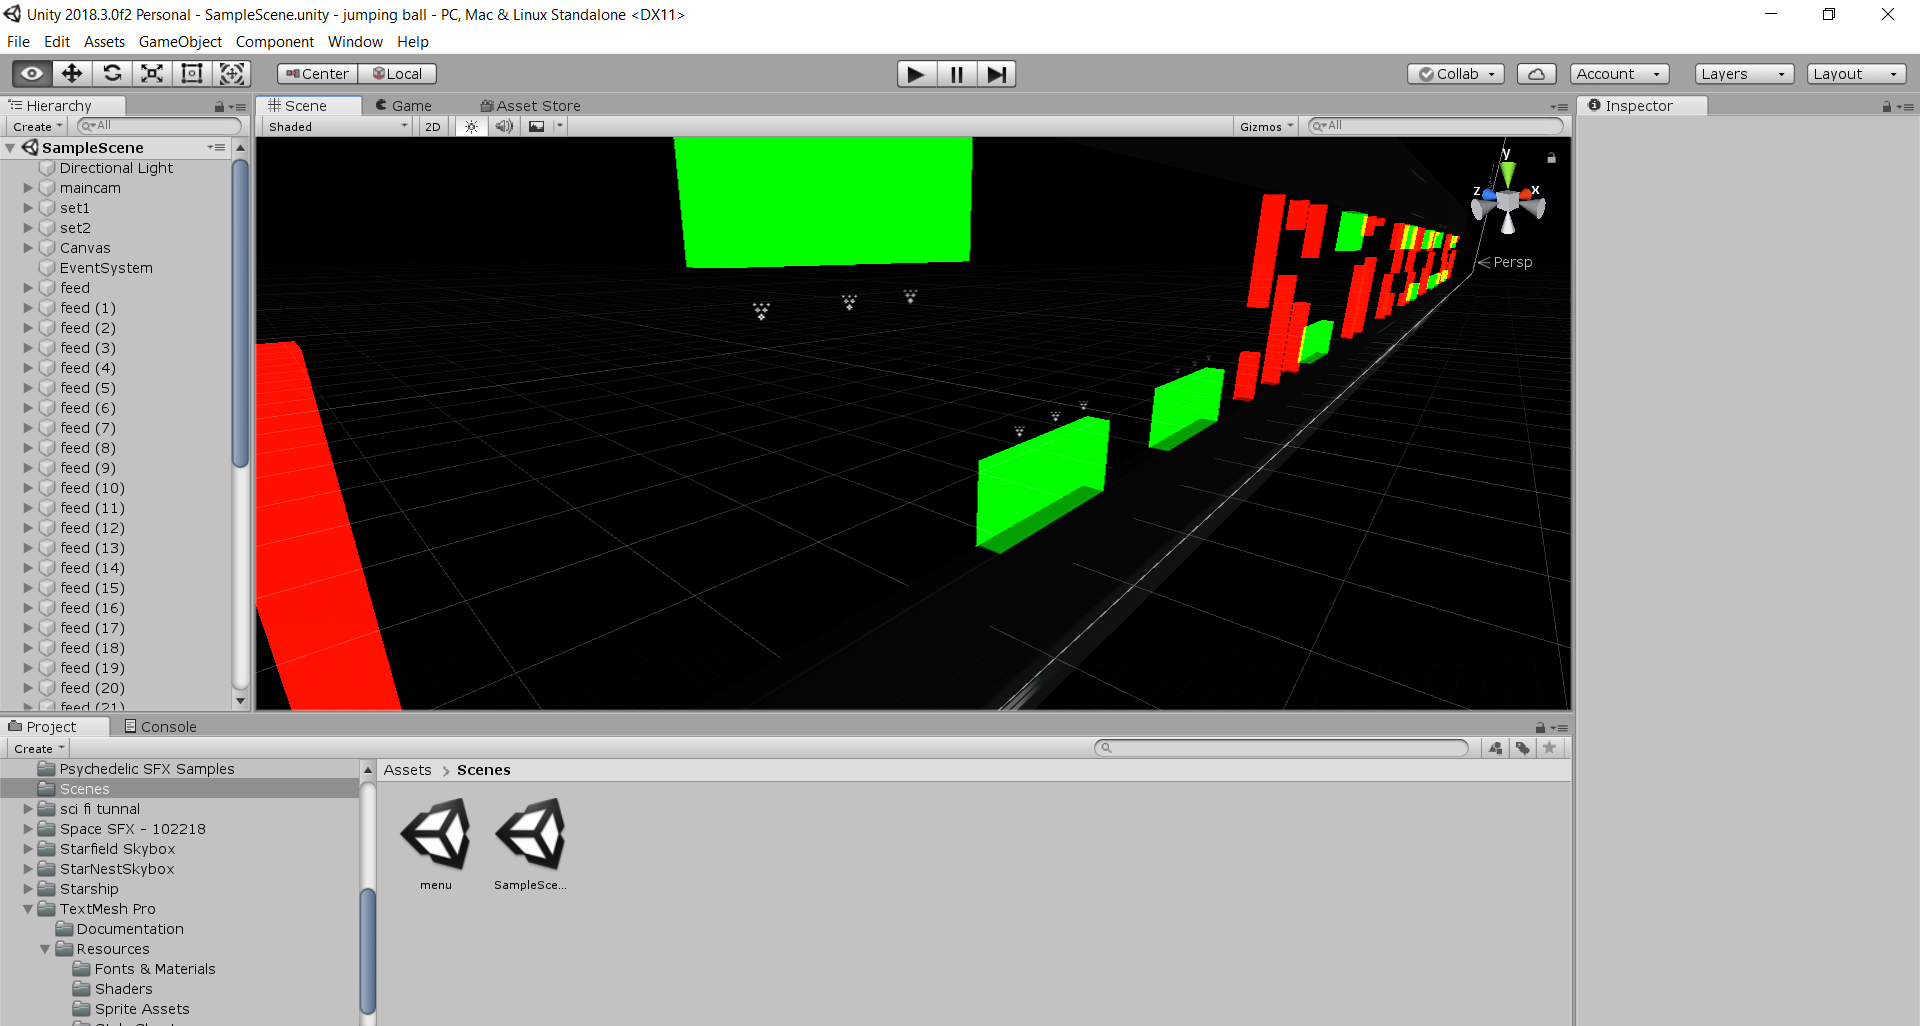 Unity 2018.3.0f2 Personal - SampleScene.unity - jumping ball - PC, Mac & Linux Standalone <DX11>
File Edit Assets GameObject Component Window Help
Center Local Collab Account Layers Layout
Hierarchy
Create All
SampleScene
Directional Light
maincam
set1
set2
Canvas
EventSystem
feed
feed (1)
feed (2)
feed (3)
feed (4)
feed (5)
feed (6)
feed (7)
feed (8)
feed (9)
feed (10)
feed (11)
feed (12)
feed (13)
feed (14)
feed (15)
feed (16)
feed (17)
feed (18)
feed (19)
feed (20)
feed (21)
Scene Game Asset Store
Shaded 2D Gizmos All
y
z x
Persp
Inspector
Project Console
Create
Psychedelic SFX Samples
Scenes
sci fi tunnal
Space SFX - 102218
Starfield Skybox
StarNestSkybox
Starship
TextMesh Pro
Documentation
Resources
Fonts & Materials
Shaders
Sprite Assets
Assets > Scenes
menu SampleSce...